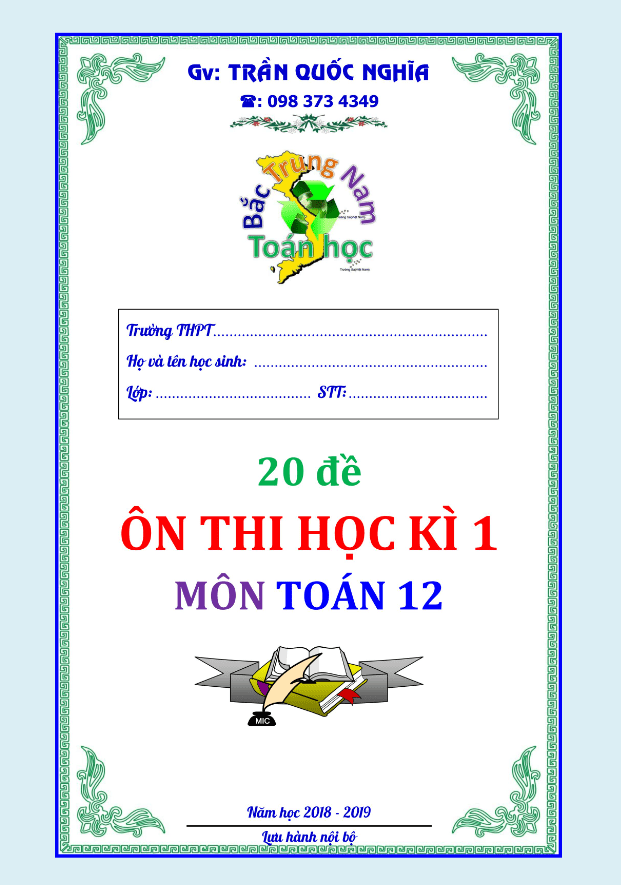 Gv: TRẦN QUỐC NGHĨA
☎: 098 373 4349
Bắc Trung Nam
Toán học
Trường THPT..................................................................
Họ và tên học sinh: ........................................................
Lớp: ...................................... STT: ..................................
20 đề
ÔN THI HỌC KÌ 1
MÔN TOÁN 12
MIC
Năm học 2018 - 2019
Lưu hành nội bộ